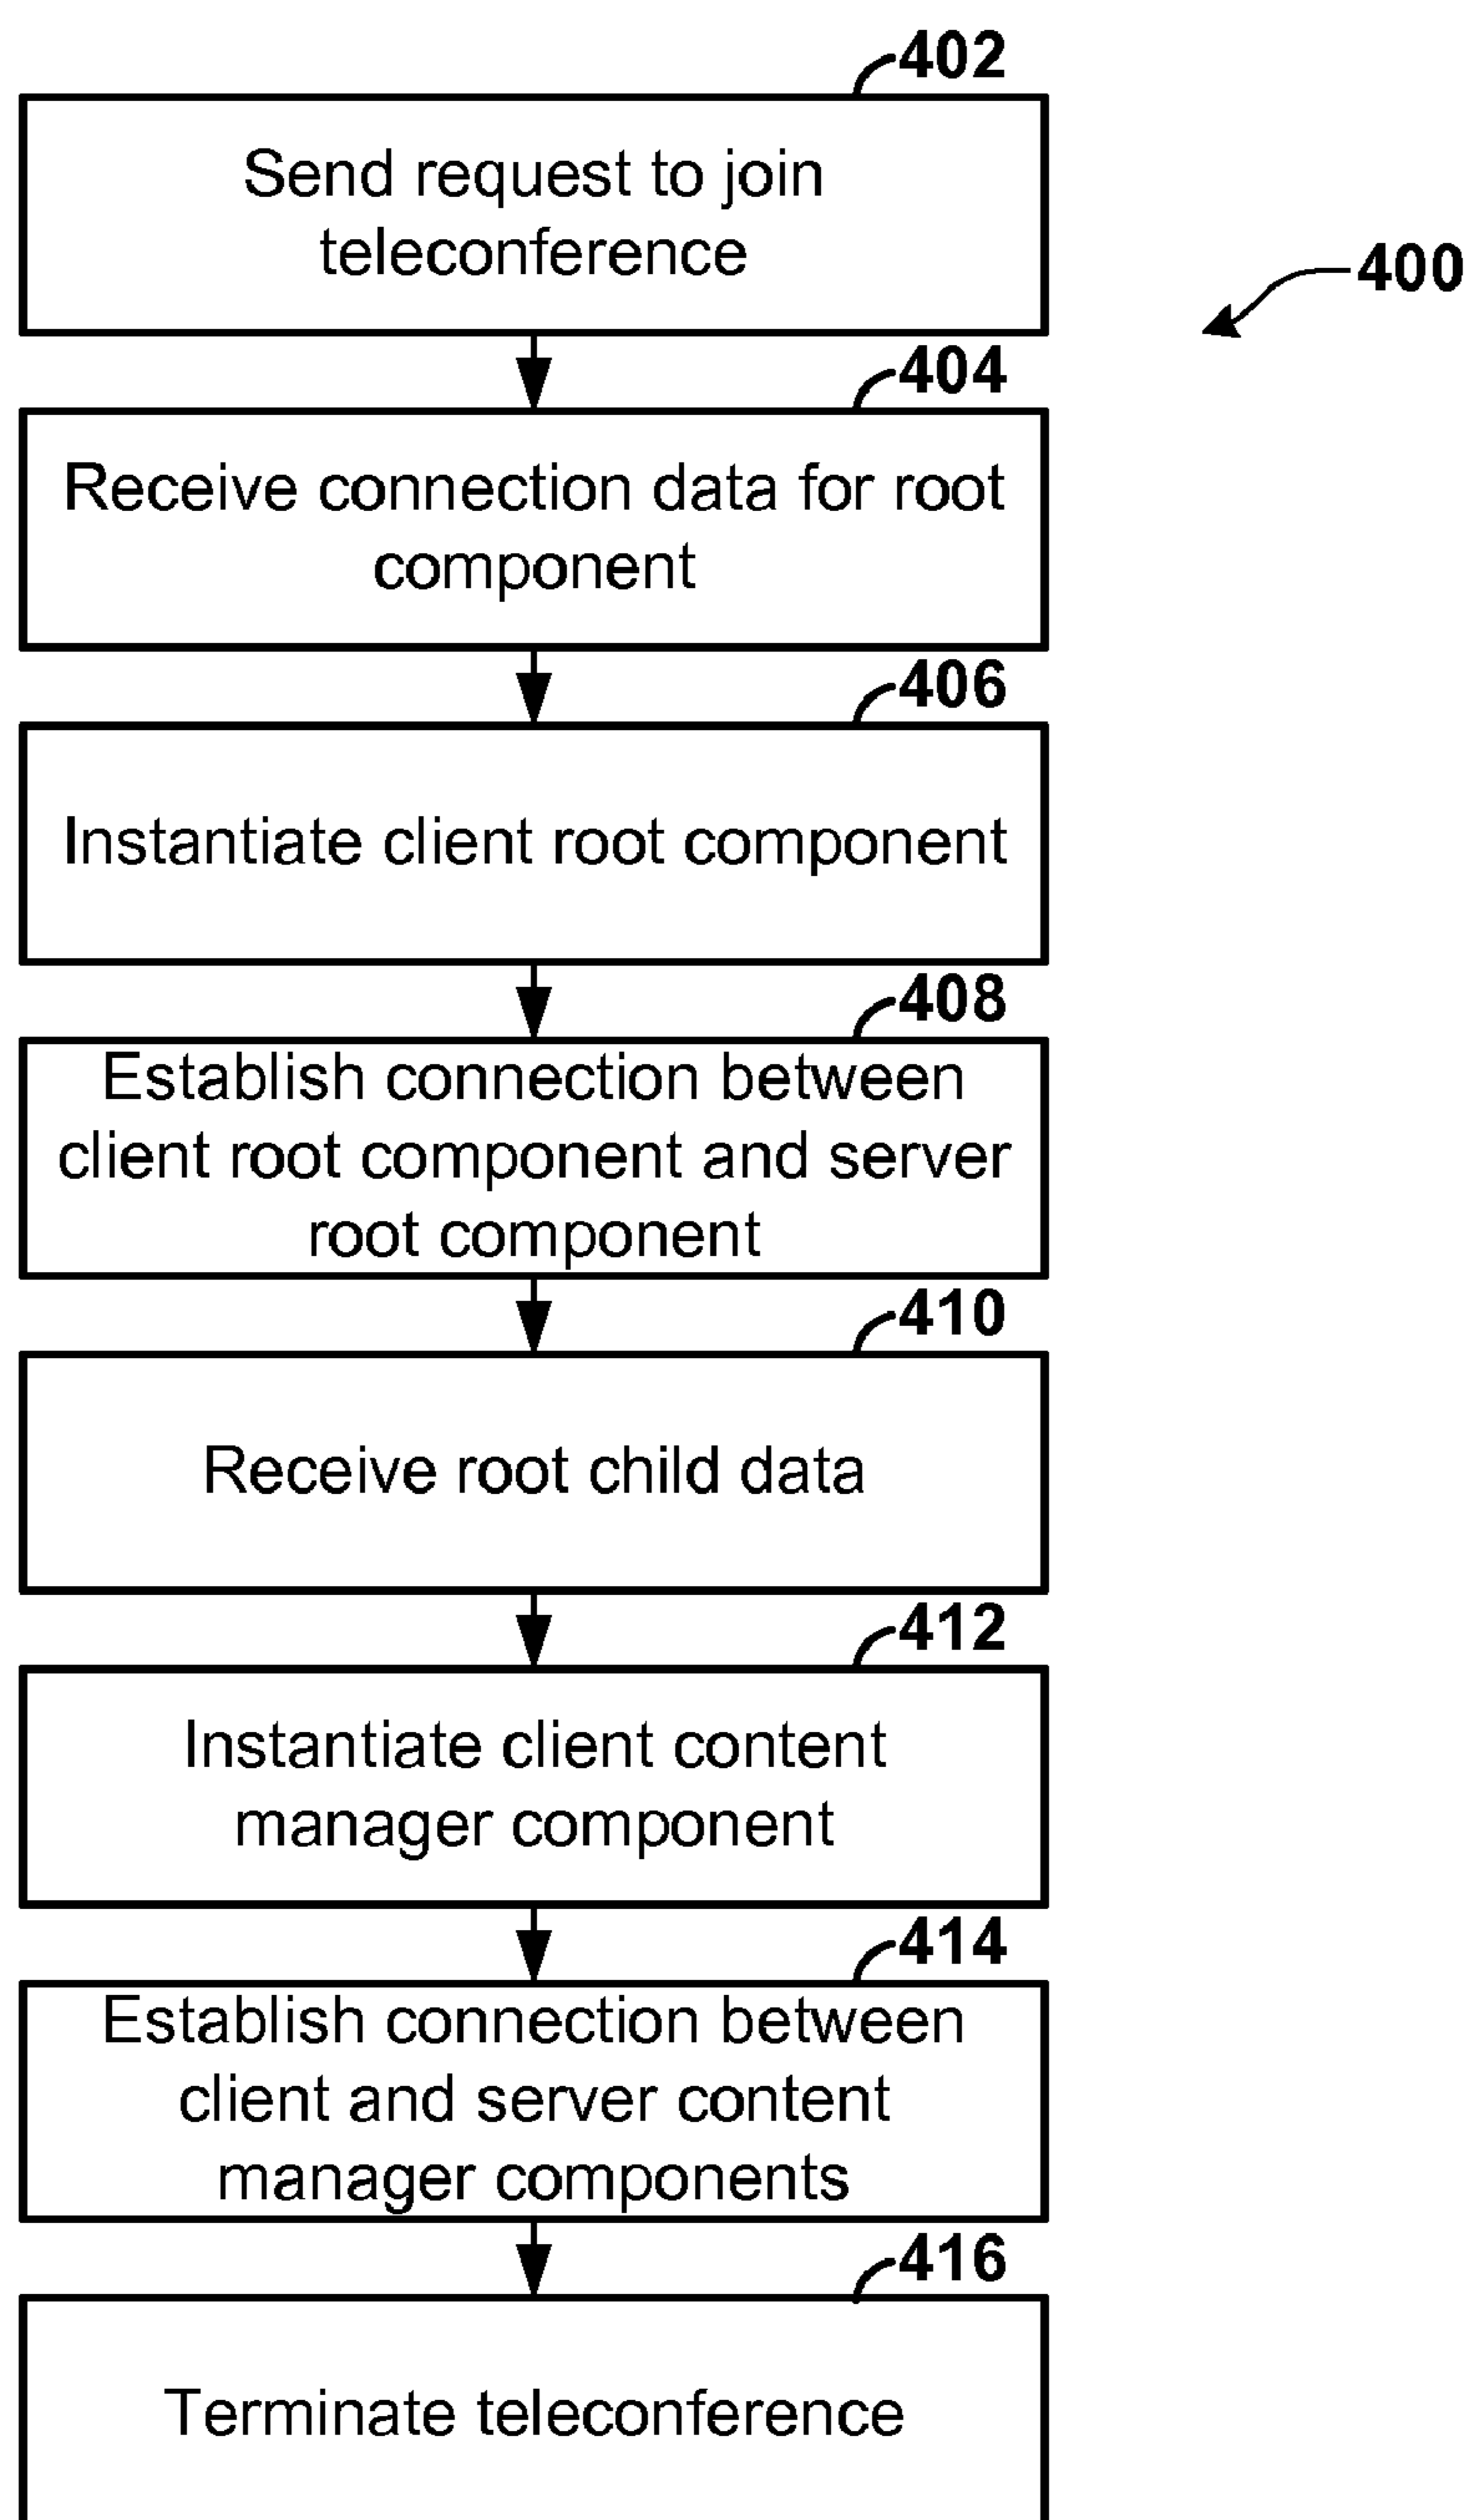 402
Send request to join
teleconference
400
404
Receive connection data for root
component
406
Instantiate client root component
408
Establish connection between
client root component and server
root component
410
Receive root child data
412
Instantiate client content
manager component
414
Establish connection between
client and server content
manager components
416
Terminate teleconference